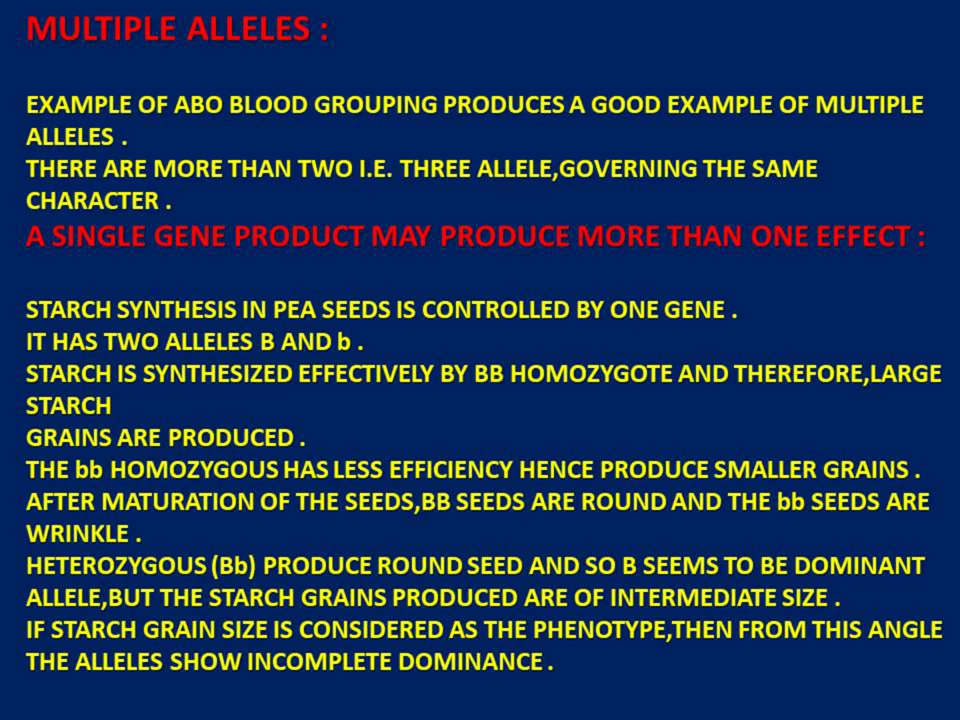 MULTIPLE ALLELES :
EXAMPLE OF ABO BLOOD GROUPING PRODUCES A GOOD EXAMPLE OF MULTIPLE
ALLELES .
THERE ARE MORE THAN TWO I.E. THREE ALLELE,GOVERNING THE SAME
CHARACTER .
A SINGLE GENE PRODUCT MAY PRODUCE MORE THAN ONE EFFECT :
STARCH SYNTHESIS IN PEA SEEDS IS CONTROLLED BY ONE GENE .
IT HAS TWO ALLELES B AND b .
STARCH IS SYNTHESIZED EFFECTIVELY BY BB HOMOZYGOTE AND THEREFORE,LARGE
STARCH
GRAINS ARE PRODUCED .
THE bb HOMOZYGOUS HAS LESS EFFICIENCY HENCE PRODUCE SMALLER GRAINS .
AFTER MATURATION OF THE SEEDS,BB SEEDS ARE ROUND AND THE bb SEEDS ARE
WRINKLE .
HETEROZYGOUS (Bb) PRODUCE ROUND SEED AND SO B SEEMS TO BE DOMINANT
ALLELE,BUT THE STARCH GRAINS PRODUCED ARE OF INTERMEDIATE SIZE .
IF STARCH GRAIN SIZE IS CONSIDERED AS THE PHENOTYPE,THEN FROM THIS ANGLE
THE ALLELES SHOW INCOMPLETE DOMINANCE .